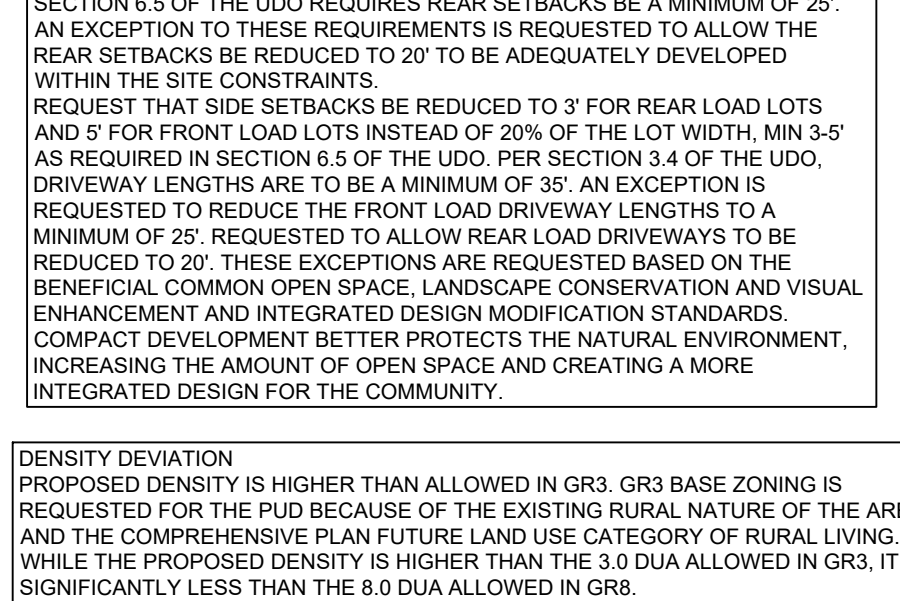 SECTION 6.5 OF THE UDO REQUIRES REAR SETBACKS BE A MINIMUM OF 25'.
AN EXCEPTION TO THESE REQUIREMENTS IS REQUESTED TO ALLOW THE
REAR SETBACKS BE REDUCED TO 20' TO BE ADEQUATELY DEVELOPED
WITHIN THE SITE CONSTRAINTS.
REQUEST THAT SIDE SETBACKS BE REDUCED TO 3' FOR REAR LOAD LOTS
AND 5' FOR FRONT LOAD LOTS INSTEAD OF 20% OF THE LOT WIDTH, MIN 3-5'
AS REQUIRED IN SECTION 6.5 OF THE UDO. PER SECTION 3.4 OF THE UDO,
DRIVEWAY LENGTHS ARE TO BE A MINIMUM OF 35'. AN EXCEPTION IS
REQUESTED TO REDUCE THE FRONT LOAD DRIVEWAY LENGTHS TO A
MINIMUM OF 25'. REQUESTED TO ALLOW REAR LOAD DRIVEWAYS TO BE
REDUCED TO 20'. THESE EXCEPTIONS ARE REQUESTED BASED ON THE
BENEFICIAL COMMON OPEN SPACE, LANDSCAPE CONSERVATION AND VISUAL
ENHANCEMENT AND INTEGRATED DESIGN MODIFICATION STANDARDS.
COMPACT DEVELOPMENT BETTER PROTECTS THE NATURAL ENVIRONMENT,
INCREASING THE AMOUNT OF OPEN SPACE AND CREATING A MORE
INTEGRATED DESIGN FOR THE COMMUNITY.
DENSITY DEVIATION
PROPOSED DENSITY IS HIGHER THAN ALLOWED IN GR3. GR3 BASE ZONING IS
REQUESTED FOR THE PUD BECAUSE OF THE EXISTING RURAL NATURE OF THE
AND THE COMPREHENSIVE PLAN FUTURE LAND USE CATEGORY OF RURAL LIVING.
WHILE THE PROPOSED DENSITY IS HIGHER THAN THE 3.0 DUA ALLOWED IN GR3, IT
SIGNIFICANTLY LESS THAN THE 8.0 DUA ALLOWED IN GR8.